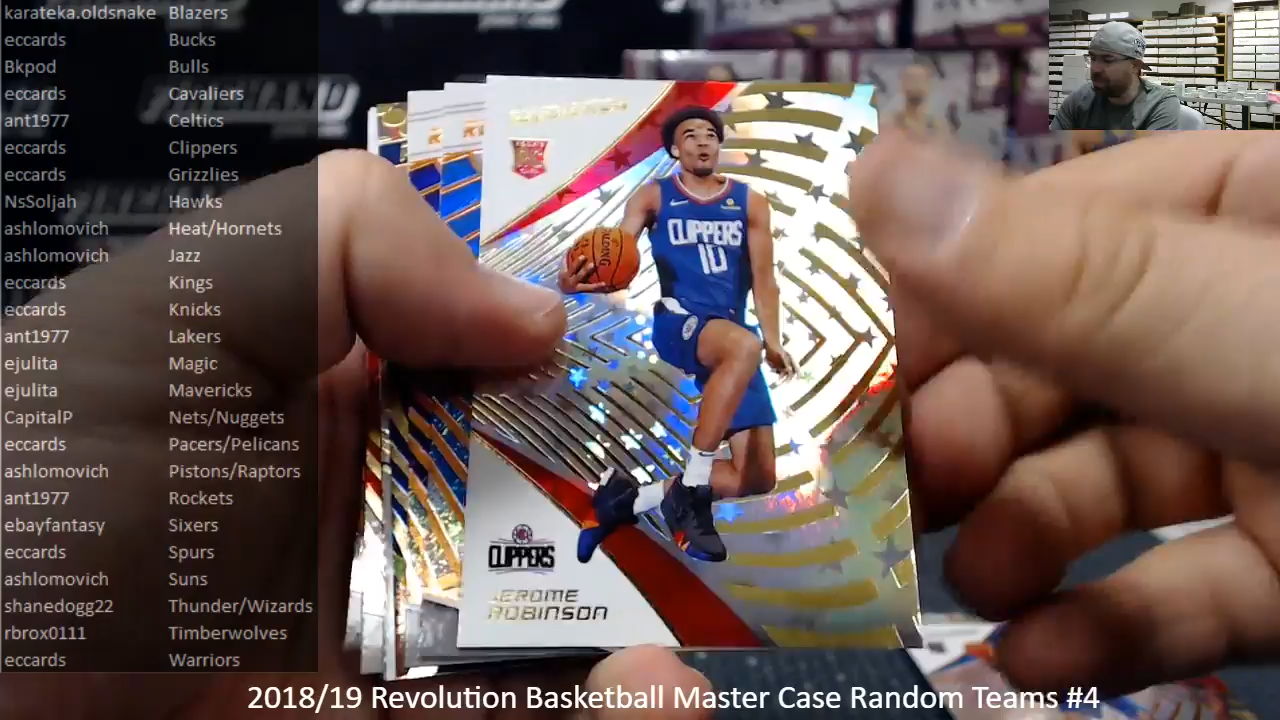 karateka.oldsnake Blazers
eccards Bucks
Bkpod Bulls
eccards Cavaliers
ant1977 Celtics
eccards Clippers
eccards Grizzlies
NsSoljah Hawks
ashlomovich Heat/Hornets
ashlomovich Jazz
eccards Kings
eccards Knicks
ant1977 Lakers
ejulita Magic
ejulita Mavericks
CapitalP Nets/Nuggets
eccards Pacers/Pelicans
ashlomovich Pistons/Raptors
ant1977 Rockets
ebayfantasy Sixers
eccards Spurs
ashlomovich Suns
shanedogg22 Thunder/Wizards
rbrox0111 Timberwolves
eccards Warriors
CLIPPERS
10
SPALDING
CLIPPERS
JEROME
ROBINSON
2018/19 Revolution Basketball Master Case Random Teams #4